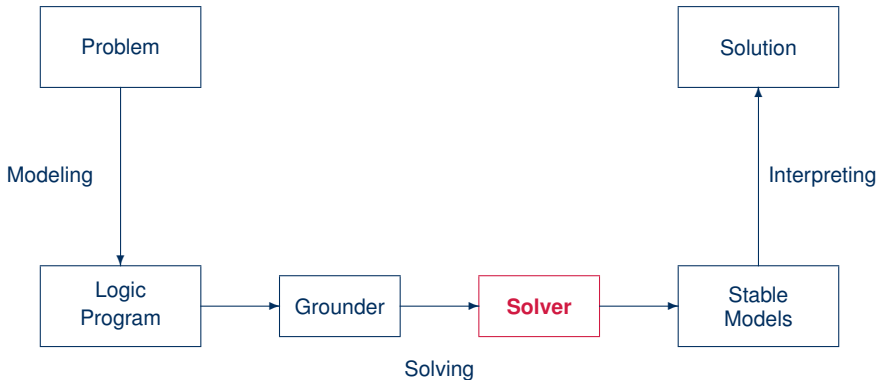 Problem
Solution
Modeling
Interpreting
Logic
Program
Grounder
Solver
Stable
Models
Solving